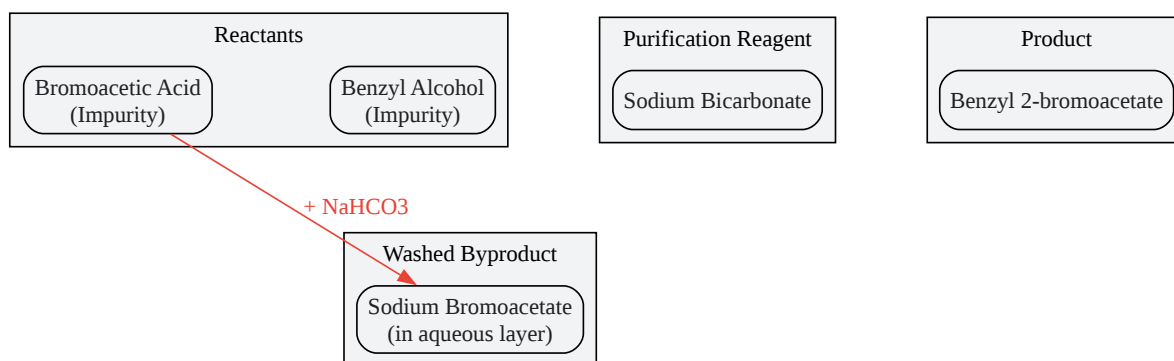 Reactants
Bromoacetic Acid
(Impurity)
Benzyl Alcohol
(Impurity)
Purification Reagent
Sodium Bicarbonate
Product
Benzyl 2-bromoacetate
+ NaHCO3
Washed Byproduct
Sodium Bromoacetate
(in aqueous layer)